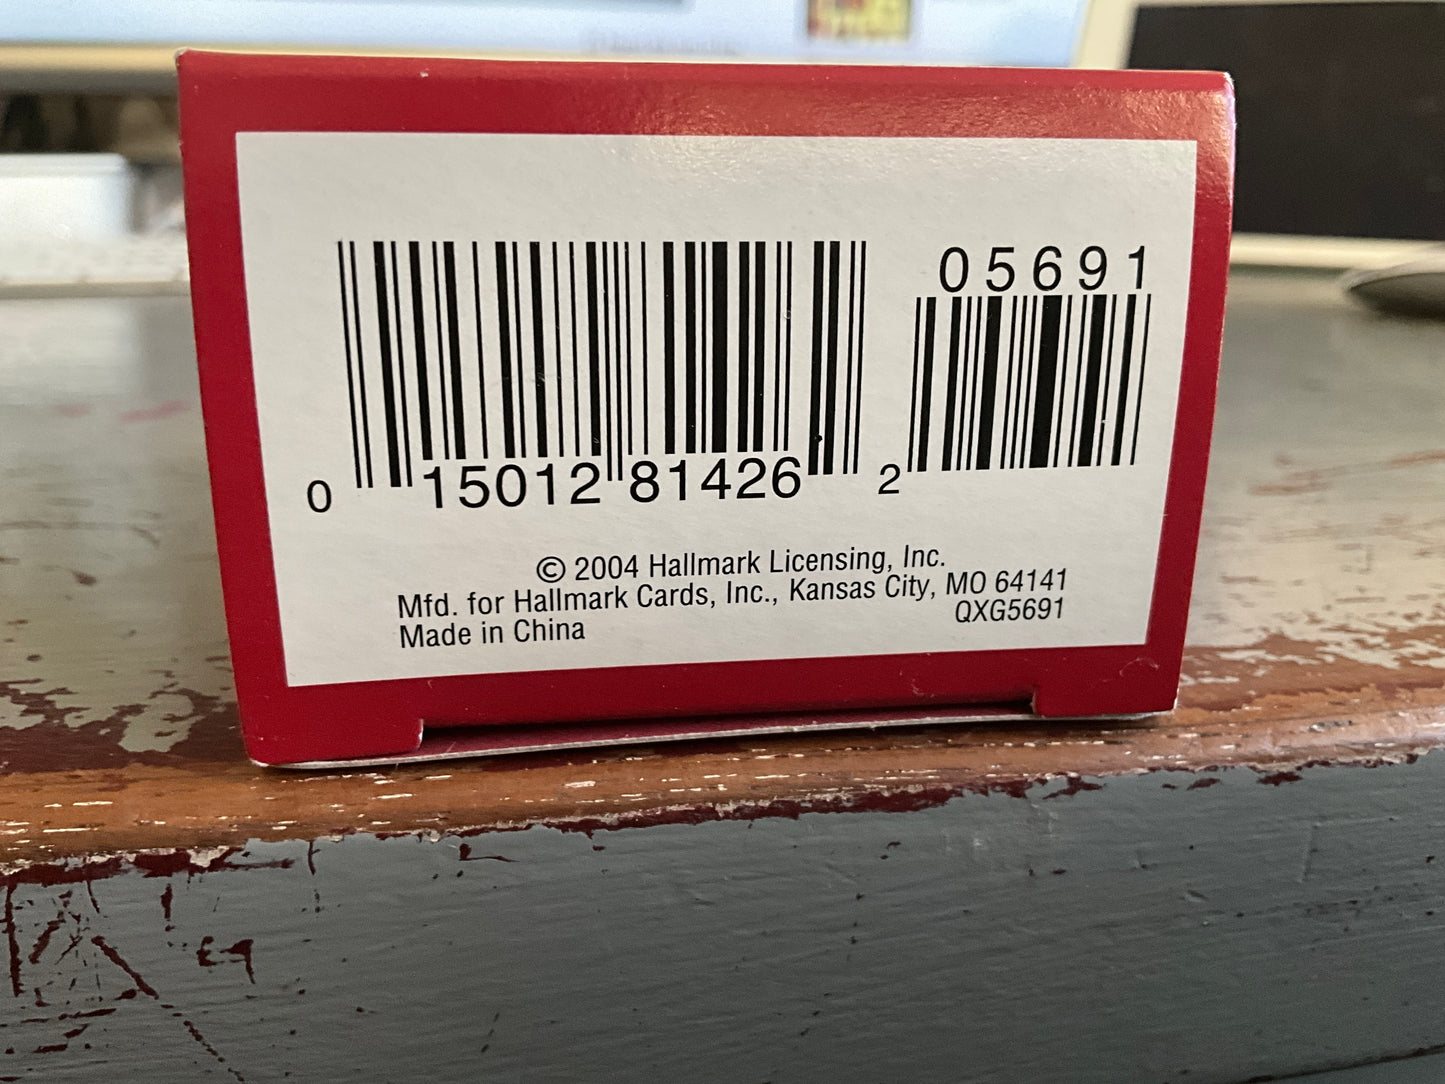 05691
0 15012 81426 2
© 2004 Hallmark Licensing, Inc.
Mfd. for Hallmark Cards, Inc., Kansas City, MO 64141
Made in China QXG5691